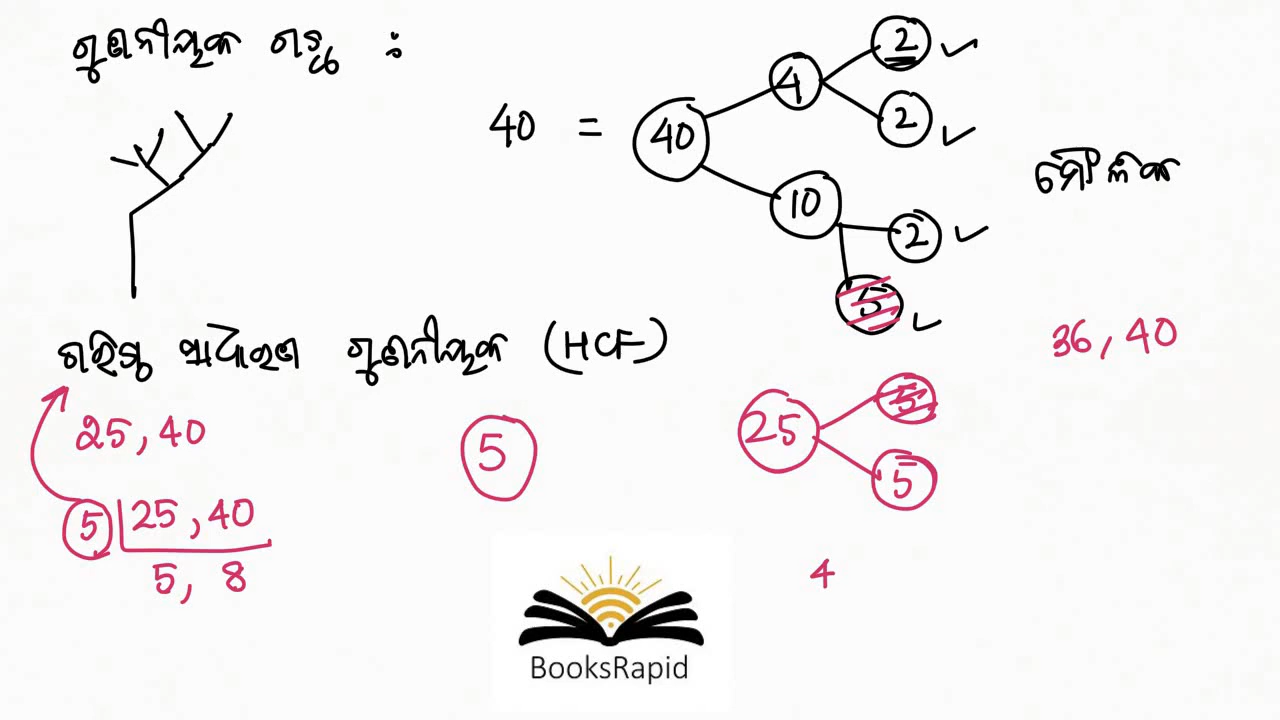 ଗୁଣନୀୟକ ଗଛ :
40 = 40
4
2
2
10
2
5
ମୌଳିକ
ଗରିଷ୍ଠ ସାଧାରଣ ଗୁଣନୀୟକ (HCF)
36, 40
25, 40
5
25
5
5
5 25, 40
5, 8
4
BooksRapid